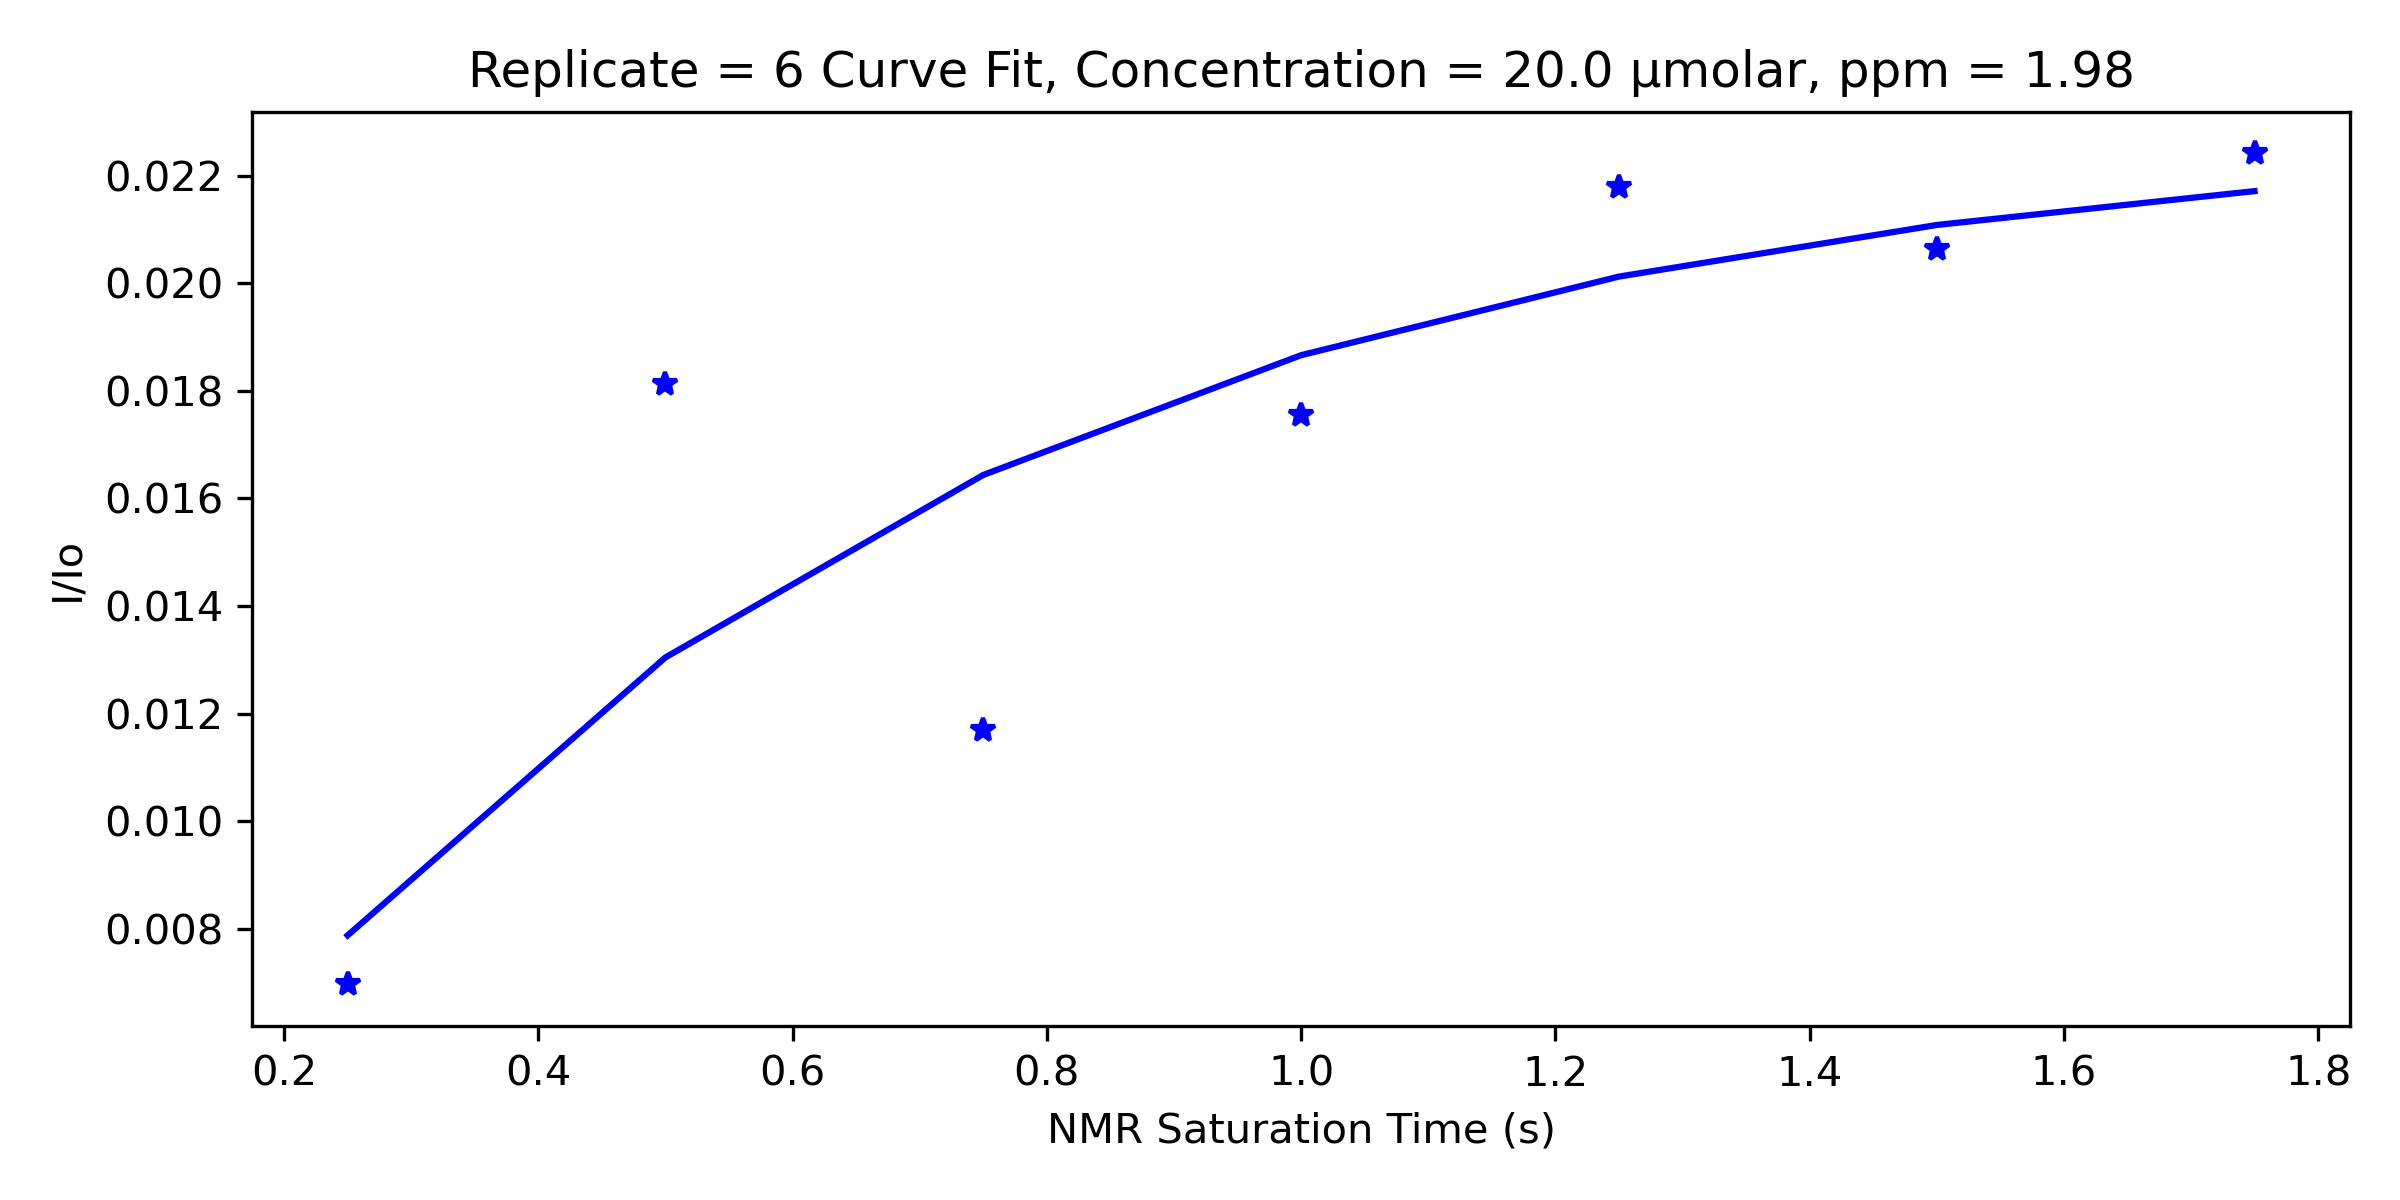 Replicate = 6 Curve Fit, Concentration = 20.0 μmolar, ppm = 1.98
0.022
0.020
0.018
0.016
0.014
0.012
0.010
0.008
I/Io
0.2 0.4 0.6 0.8 1.0 1.2 1.4 1.6 1.8
NMR Saturation Time (s)